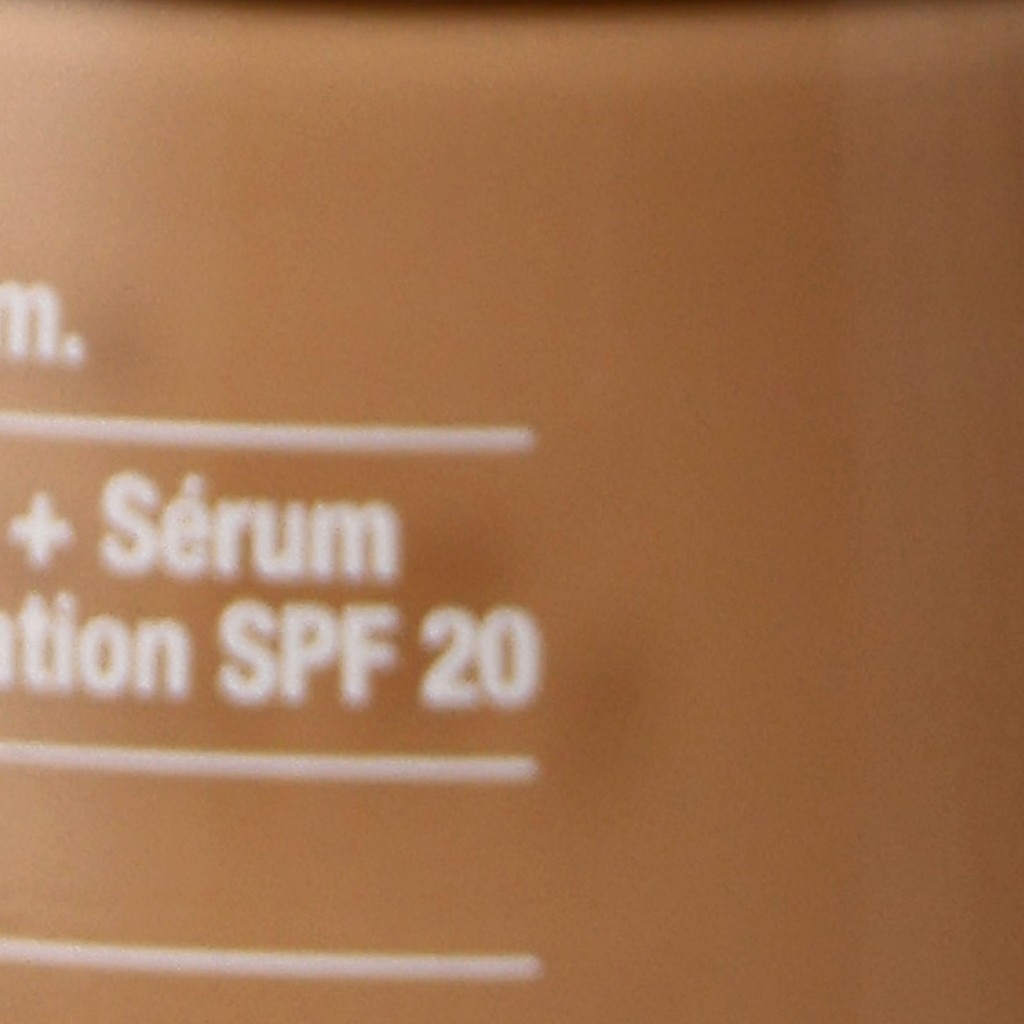 m.
+ Sérum
ation SPF 20